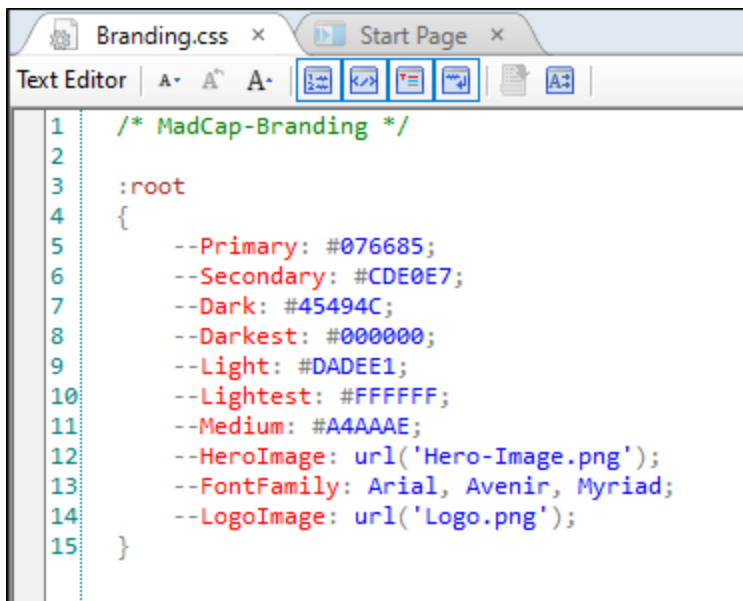 Branding.css × Start Page ×
Text Editor A A A
1 /* MadCap-Branding */
2
3 :root
4 {
5 --Primary: #076685;
6 --Secondary: #CDE0E7;
7 --Dark: #45494C;
8 --Darkest: #000000;
9 --Light: #DADEE1;
10 --Lightest: #FFFFFF;
11 --Medium: #A4AAAE;
12 --HeroImage: url('Hero-Image.png');
13 --FontFamily: Arial, Avenir, Myriad;
14 --LogoImage: url('Logo.png');
15 }